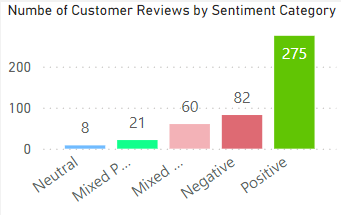 Numbe of Customer Reviews by Sentiment Category
200
100
0
8
21
60
82
275
Neutral
Mixed P...
Mixed ...
Negative
Positive